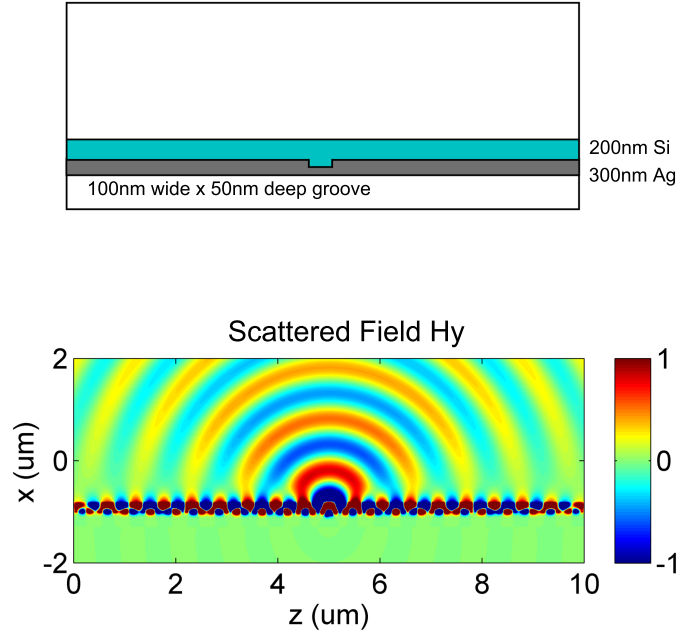 200nm Si
300nm Ag
100nm wide x 50nm deep groove
Scattered Field Hy
2
0
-2
x (um)
0 2 4 6 8 10
z (um)
1
0
-1